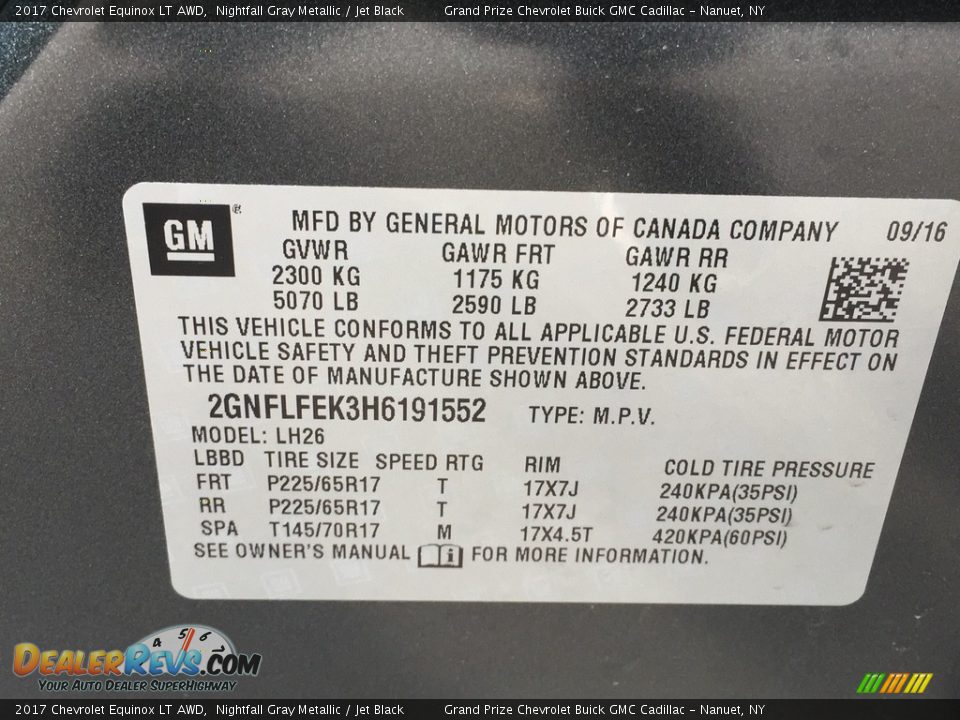 2017 Chevrolet Equinox LT AWD, Nightfall Gray Metallic / Jet Black Grand Prize Chevrolet Buick GMC Cadillac - Nanuet, NY
GM® MFD BY GENERAL MOTORS OF CANADA COMPANY 09/16
GVWR GAWR FRT GAWR RR
2300 KG 1175 KG 1240 KG
5070 LB 2590 LB 2733 LB
THIS VEHICLE CONFORMS TO ALL APPLICABLE U.S. FEDERAL MOTOR
VEHICLE SAFETY AND THEFT PREVENTION STANDARDS IN EFFECT ON
THE DATE OF MANUFACTURE SHOWN ABOVE.
2GNFLFEK3H6191552 TYPE: M.P.V.
MODEL: LH26
LBBD TIRE SIZE SPEED RTG RIM COLD TIRE PRESSURE
FRT P225/65R17 T 17X7J 240KPA(35PSI)
RR P225/65R17 T 17X7J 240KPA(35PSI)
SPA T145/70R17 M 17X4.5T 420KPA(60PSI)
SEE OWNER'S MANUAL i FOR MORE INFORMATION.
4 5 6
DealerRevs.com
Your Auto Dealer SuperHighway
2017 Chevrolet Equinox LT AWD, Nightfall Gray Metallic / Jet Black Grand Prize Chevrolet Buick GMC Cadillac - Nanuet, NY